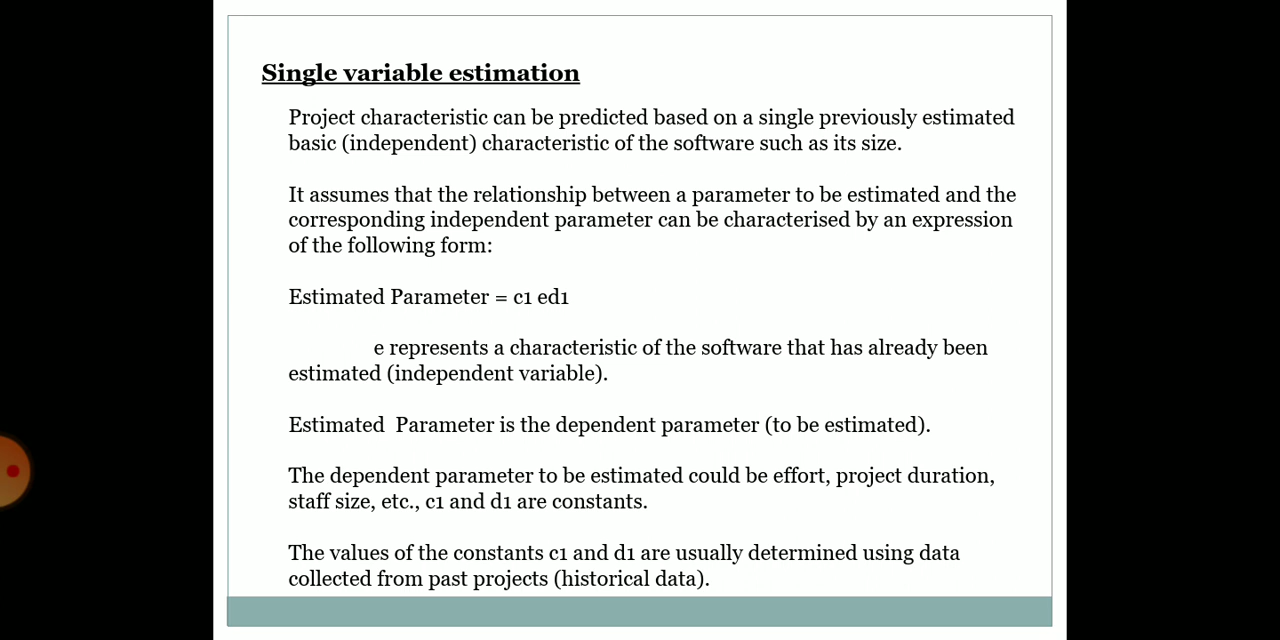 Single variable estimation
Project characteristic can be predicted based on a single previously estimated
basic (independent) characteristic of the software such as its size.
It assumes that the relationship between a parameter to be estimated and the
corresponding independent parameter can be characterised by an expression
of the following form:
Estimated Parameter = c1 ed1
e represents a characteristic of the software that has already been
estimated (independent variable).
Estimated  Parameter is the dependent parameter (to be estimated).
The dependent parameter to be estimated could be effort, project duration,
staff size, etc., c1 and d1 are constants.
The values of the constants c1 and d1 are usually determined using data
collected from past projects (historical data).